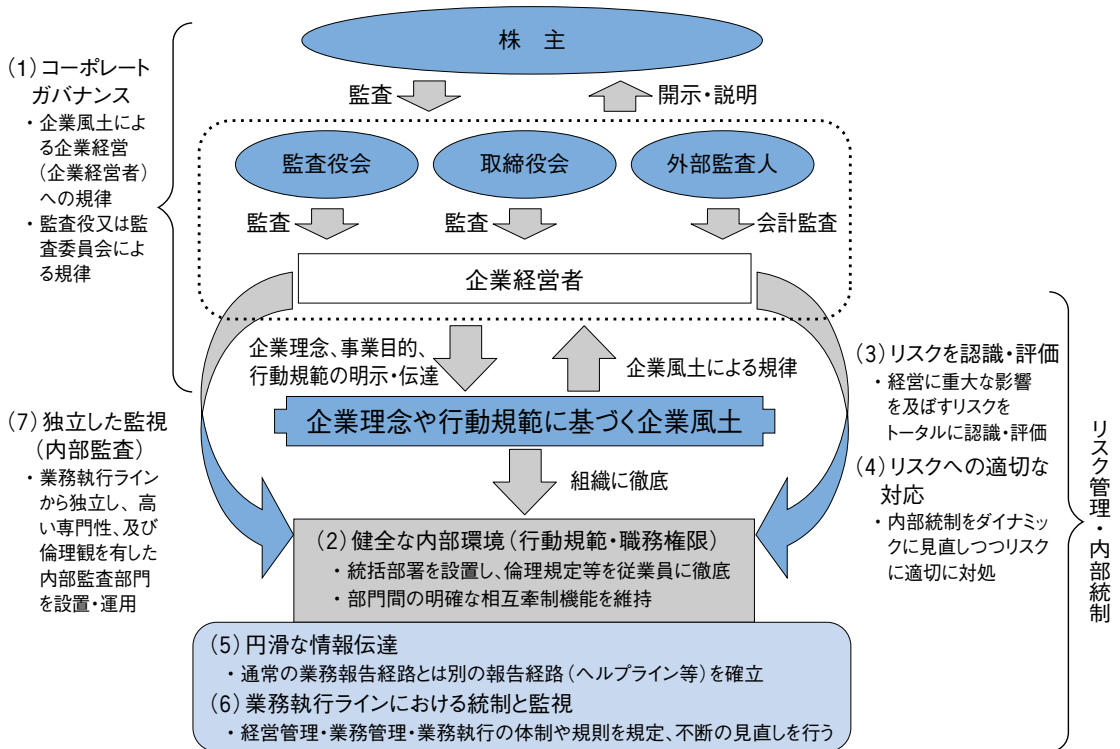 株　主
監査
開示・説明
(1)コーポレート
ガバナンス
・企業風土によ
る企業経営
(企業経営者)
への規律
・監査役又は監
査委員会によ
る規律
監査役会
取締役会
外部監査人
監査
監査
会計監査
企業経営者
企業理念、事業目的、
行動規範の明示・伝達
企業風土による規律
企業理念や行動規範に基づく企業風土
組織に徹底
(7)独立した監視
(内部監査)
・業務執行ライン
から独立し、高
い専門性、及び
倫理観を有した
内部監査部門
を設置・運用
(3)リスクを認識・評価
・経営に重大な影響
を及ぼすリスクを
トータルに認識・評価
(4)リスクへの適切な
対応
・内部統制をダイナミッ
クに見直しつつリスク
に適切に対処
リスク管理・内部統制
(2)健全な内部環境(行動規範・職務権限)
・統括部署を設置し、倫理規定等を従業員に徹底
・部門間の明確な相互牽制機能を維持
(5)円滑な情報伝達
・通常の業務報告経路とは別の報告経路(ヘルプライン等)を確立
(6)業務執行ラインにおける統制と監視
・経営管理・業務管理・業務執行の体制や規則を規定、不断の見直しを行う